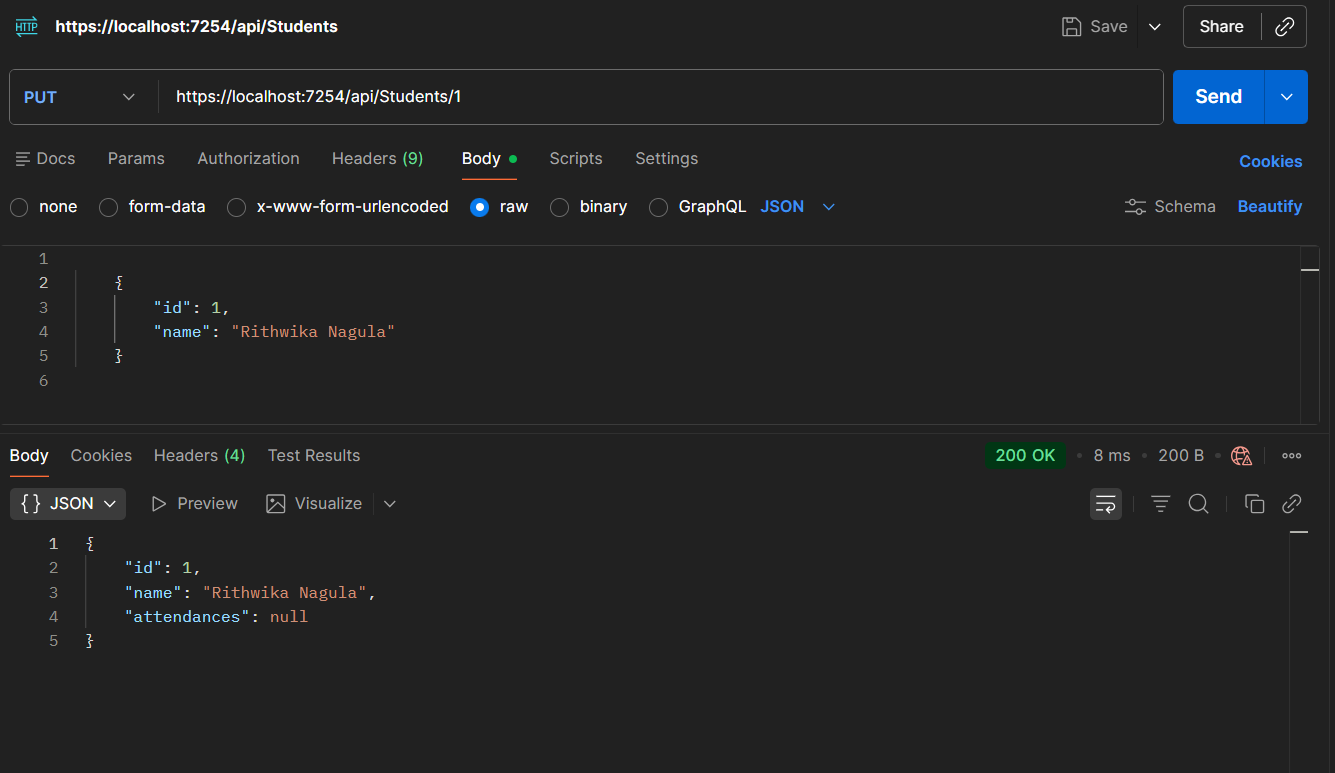 HTTP https://localhost:7254/api/Students Save Share
PUT https://localhost:7254/api/Students/1 Send
Docs Params Authorization Headers (9) Body Scripts Settings Cookies
none form-data x-www-form-urlencoded raw binary GraphQL JSON Schema Beautify
1
2 {
3 "id": 1,
4 "name": "Rithwika Nagula"
5 }
6
Body Cookies Headers (4) Test Results 200 OK • 8 ms • 200 B •
{} JSON Preview Visualize
1 {
2 "id": 1,
3 "name": "Rithwika Nagula",
4 "attendances": null
5 }